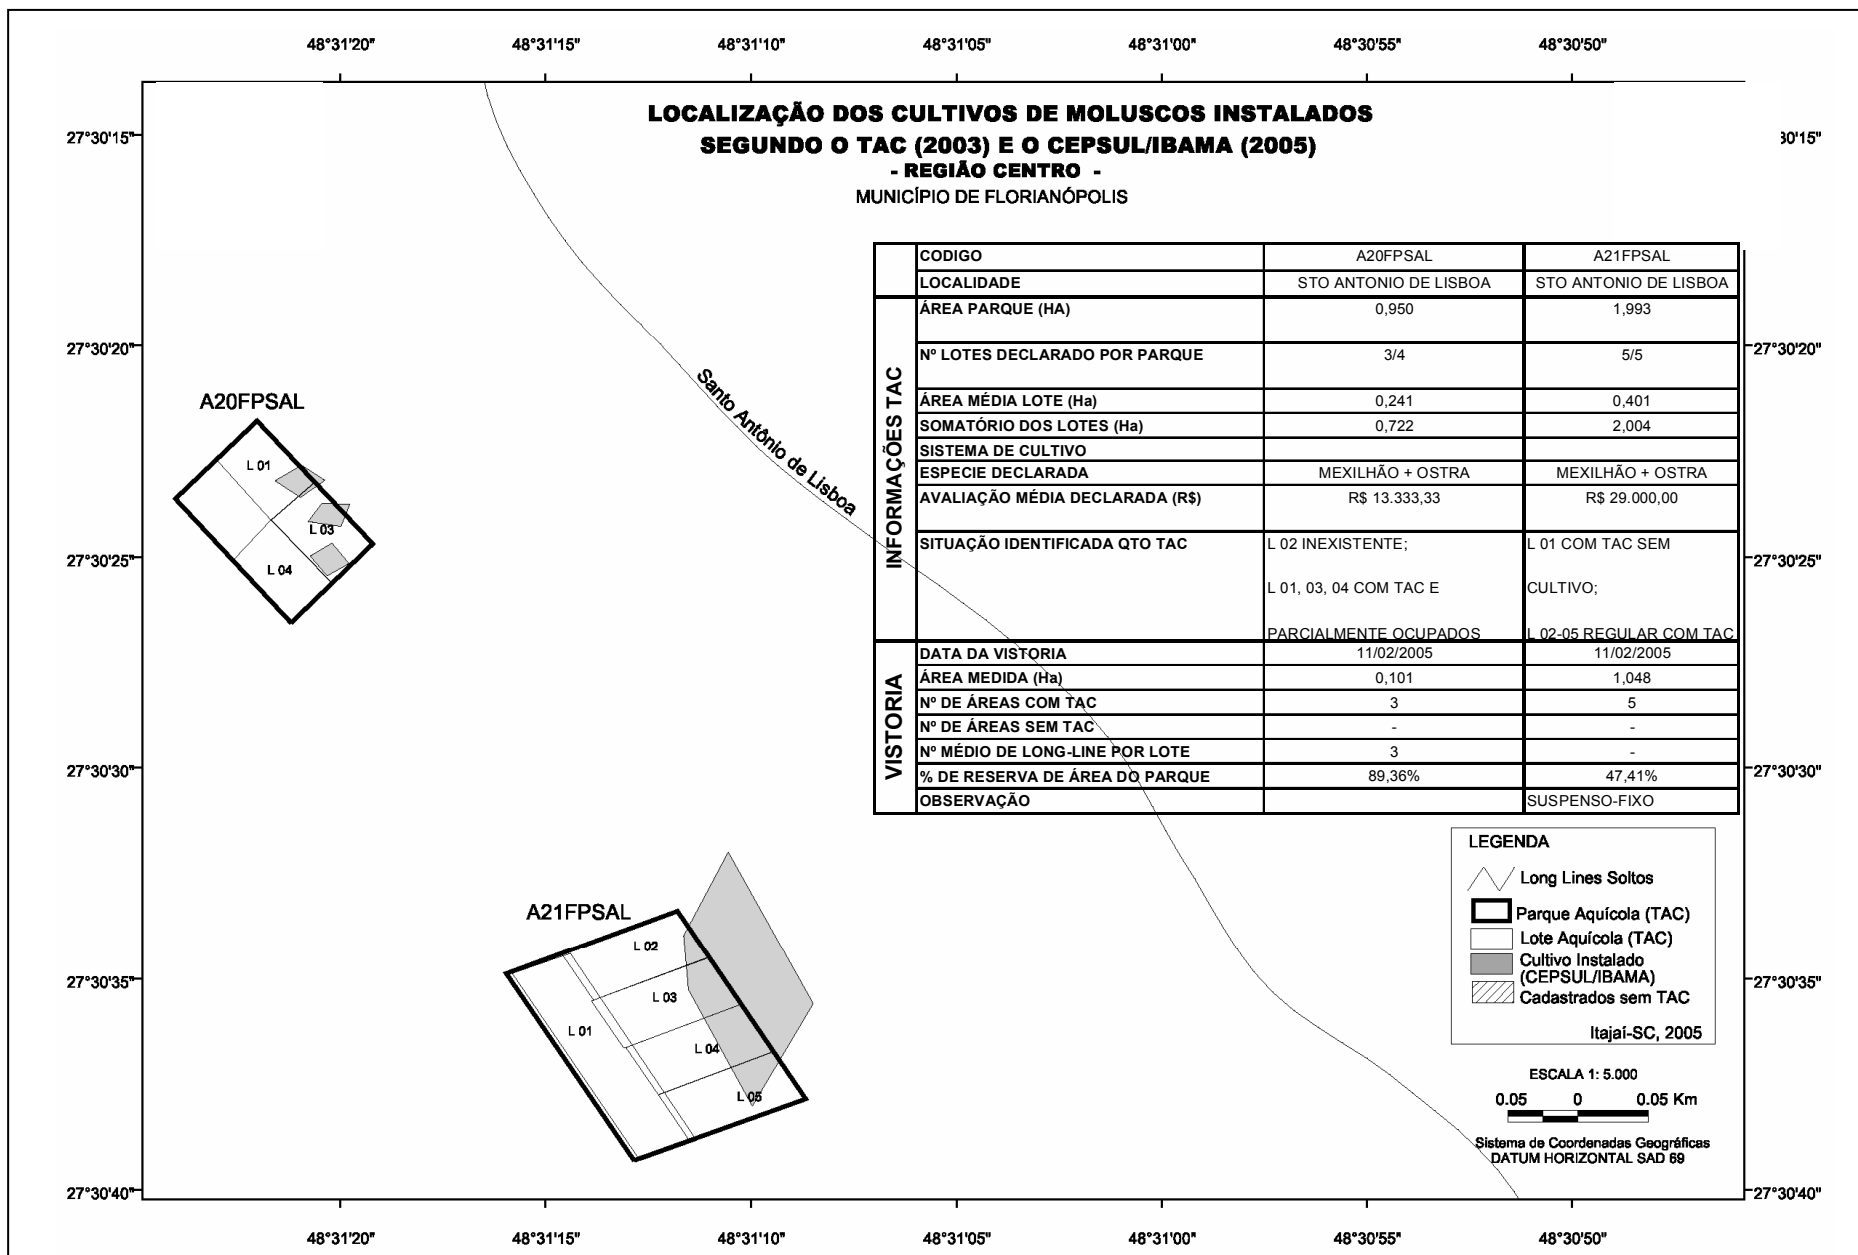 48°31'20" 48°31'15" 48°31'10" 48°31'05" 48°31'00" 48°30'55" 48°30'50"
LOCALIZAÇÃO DOS CULTIVOS DE MOLUSCOS INSTALADOS
SEGUNDO O TAC (2003) E O CEPSUL/IBAMA (2005)
- REGIÃO CENTRO -
MUNICÍPIO DE FLORIANÓPOLIS
27°30'15" 30'15"
27°30'20" 27°30'20"
27°30'25" 27°30'25"
27°30'30" 27°30'30"
27°30'35" 27°30'35"
27°30'40" 27°30'40"
A20FPSAL
L 01
L 03
L 04
Santo Antônio de Lisboa
A21FPSAL
L 02
L 03
L 01
L 04
L 05
CODIGO A20FPSAL A21FPSAL
LOCALIDADE STO ANTONIO DE LISBOA STO ANTONIO DE LISBOA
INFORMAÇÕES TAC
ÁREA PARQUE (HA) 0,950 1,993
Nº LOTES DECLARADO POR PARQUE 3/4 5/5
ÁREA MÉDIA LOTE (Ha) 0,241 0,401
SOMATÓRIO DOS LOTES (Ha) 0,722 2,004
SISTEMA DE CULTIVO
ESPECIE DECLARADA MEXILHÃO + OSTRA MEXILHÃO + OSTRA
AVALIAÇÃO MÉDIA DECLARADA (R$) R$ 13.333,33 R$ 29.000,00
SITUAÇÃO IDENTIFICADA QTO TAC L 02 INEXISTENTE; L 01 COM TAC SEM
L 01, 03, 04 COM TAC E CULTIVO;
PARCIALMENTE OCUPADOS L 02-05 REGULAR COM TAC
VISTORIA
DATA DA VISTORIA 11/02/2005 11/02/2005
ÁREA MEDIDA (Ha) 0,101 1,048
Nº DE ÁREAS COM TAC 3 5
Nº DE ÁREAS SEM TAC - -
Nº MÉDIO DE LONG-LINE POR LOTE 3 -
% DE RESERVA DE ÁREA DO PARQUE 89,36% 47,41%
OBSERVAÇÃO SUSPENSO-FIXO
LEGENDA
Long Lines Soltos
Parque Aquícola (TAC)
Lote Aquícola (TAC)
Cultivo Instalado
(CEPSUL/IBAMA)
Cadastrados sem TAC
Itajaí-SC, 2005
ESCALA 1: 5.000
0.05 0 0.05 Km
Sistema de Coordenadas Geográficas
DATUM HORIZONTAL SAD 69
48°31'20" 48°31'15" 48°31'10" 48°31'05" 48°31'00" 48°30'55" 48°30'50"